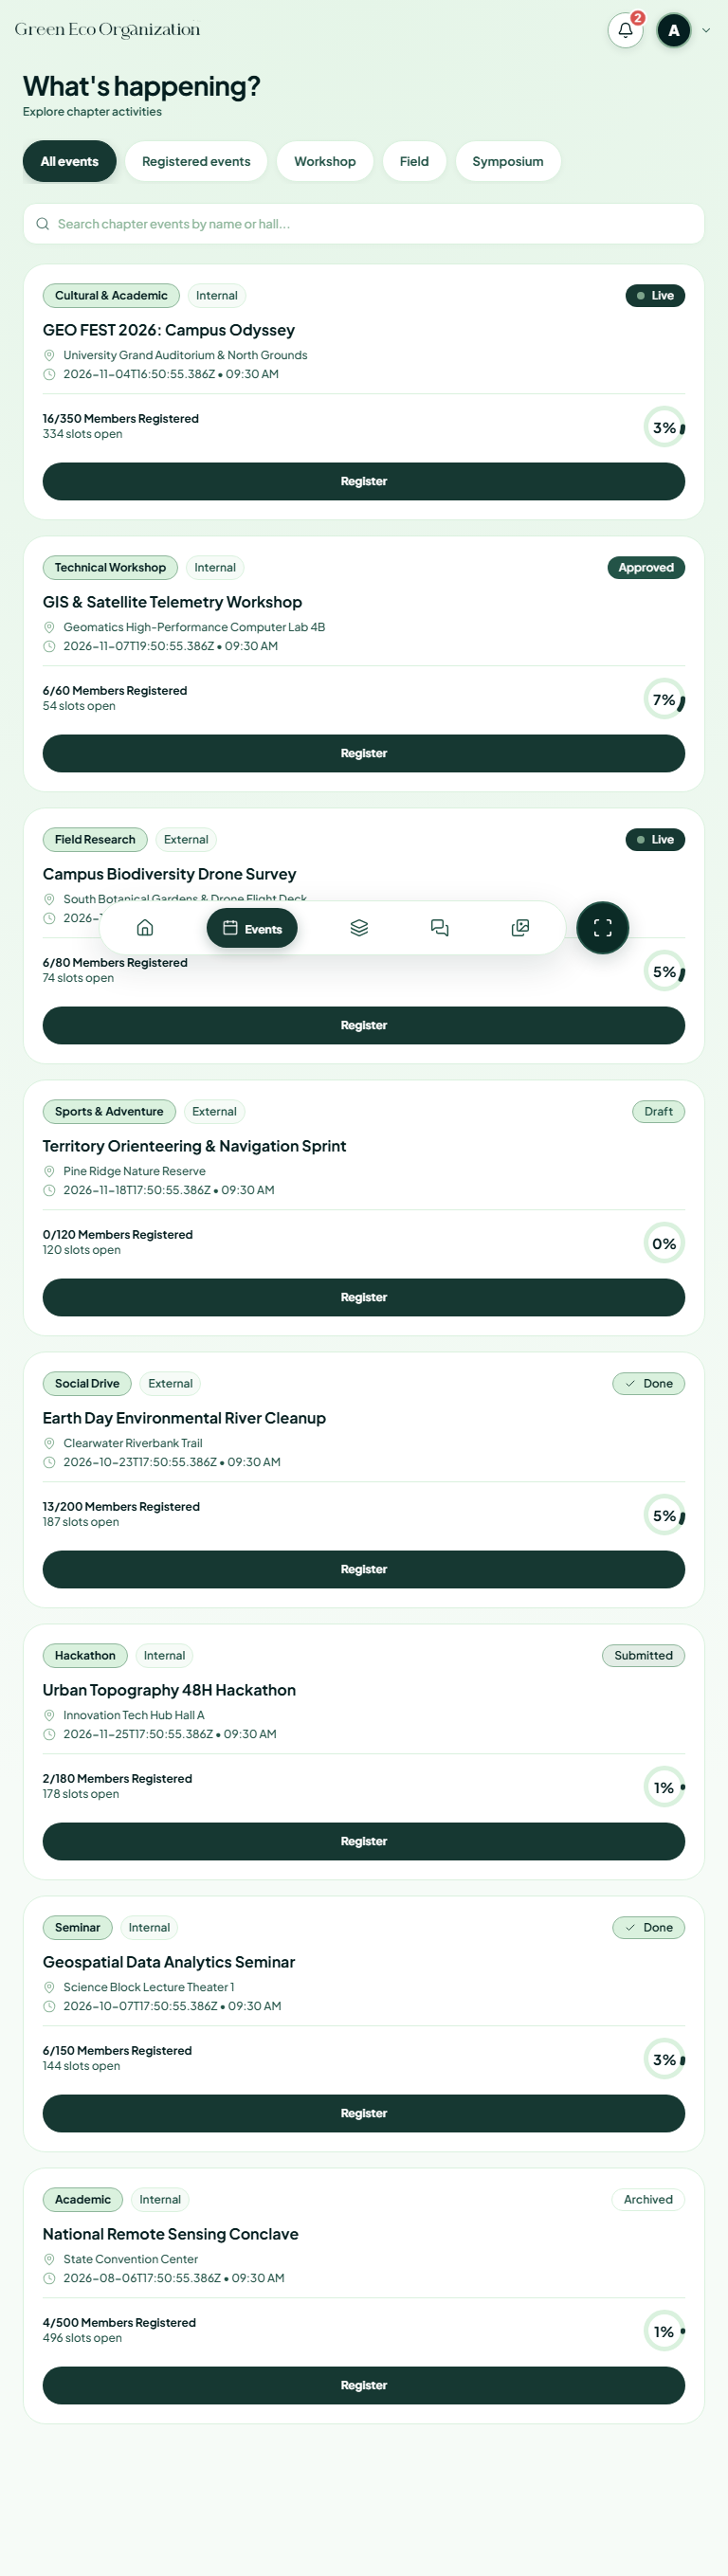 Green Eco Organization
2
A
What's happening?
Explore chapter activities
All events
Registered events
Workshop
Field
Symposium
Search chapter events by name or hall...
Cultural & Academic
Internal
Live
GEO FEST 2026: Campus Odyssey
University Grand Auditorium & North Grounds
2026-11-04T16:50:55.386Z • 09:30 AM
16/350 Members Registered
334 slots open
3%
Register
Technical Workshop
Internal
Approved
GIS & Satellite Telemetry Workshop
Geomatics High-Performance Computer Lab 4B
2026-11-07T19:50:55.386Z • 09:30 AM
6/60 Members Registered
54 slots open
7%
Register
Field Research
External
Live
Campus Biodiversity Drone Survey
South Botanical Gardens & Drone Flight Deck
2026-
Events
6/80 Members Registered
74 slots open
5%
Register
Sports & Adventure
External
Draft
Territory Orienteering & Navigation Sprint
Pine Ridge Nature Reserve
2026-11-18T17:50:55.386Z • 09:30 AM
0/120 Members Registered
120 slots open
0%
Register
Social Drive
External
Done
Earth Day Environmental River Cleanup
Clearwater Riverbank Trail
2026-10-23T17:50:55.386Z • 09:30 AM
13/200 Members Registered
187 slots open
5%
Register
Hackathon
Internal
Submitted
Urban Topography 48H Hackathon
Innovation Tech Hub Hall A
2026-11-25T17:50:55.386Z • 09:30 AM
2/180 Members Registered
178 slots open
1%
Register
Seminar
Internal
Done
Geospatial Data Analytics Seminar
Science Block Lecture Theater 1
2026-10-07T17:50:55.386Z • 09:30 AM
6/150 Members Registered
144 slots open
3%
Register
Academic
Internal
Archived
National Remote Sensing Conclave
State Convention Center
2026-08-06T17:50:55.386Z • 09:30 AM
4/500 Members Registered
496 slots open
1%
Register